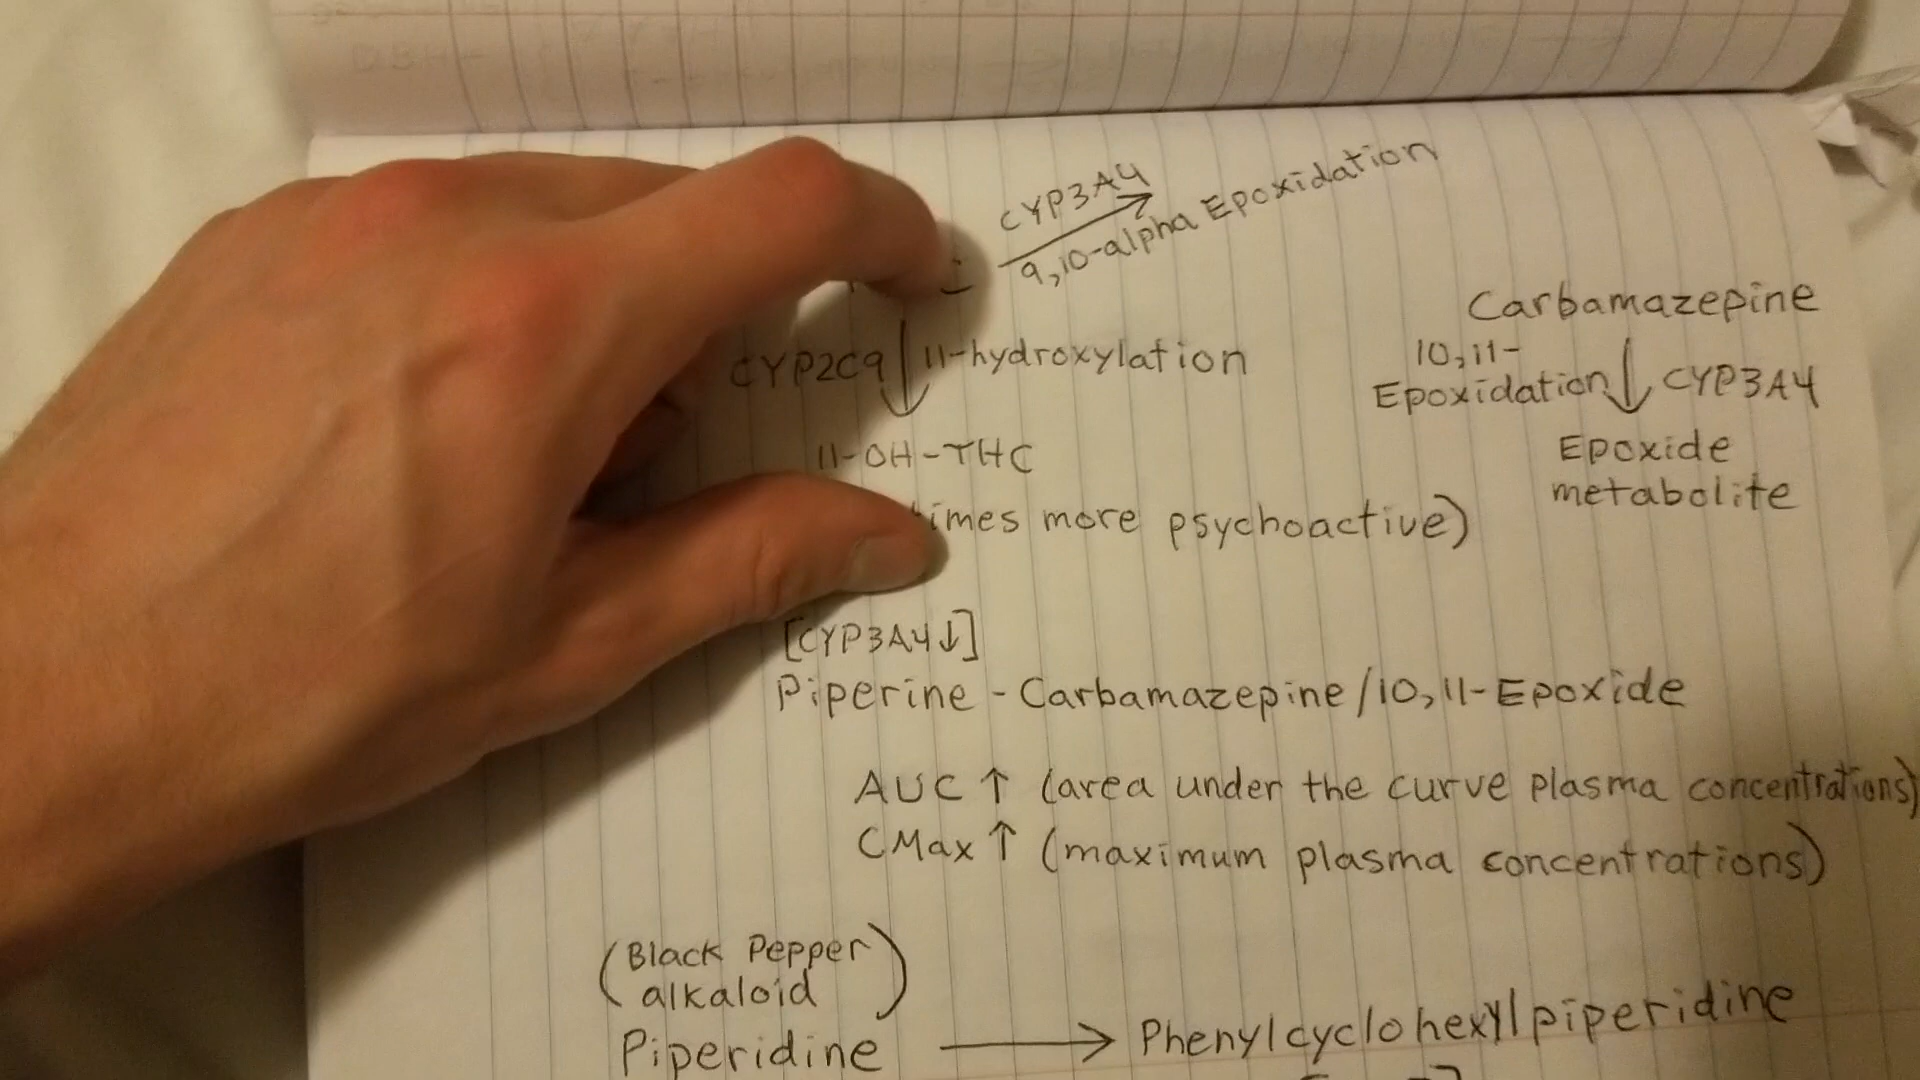 CYP3A4
9,10-alpha Epoxidation
Carbamazepine
CYP2C9 11-hydroxylation
10,11-
Epoxidation CYP3A4
11-OH-THC
Epoxide
metabolite
more psychoactive)
[CYP3A4↓]
Piperine - Carbamazepine/10,11-Epoxide
AUC ↑ (area under the curve plasma concentrations)
CMax ↑ (maximum plasma concentrations)
(Black Pepper
alkaloid)
Piperidine → Phenylcyclohexylpiperidine